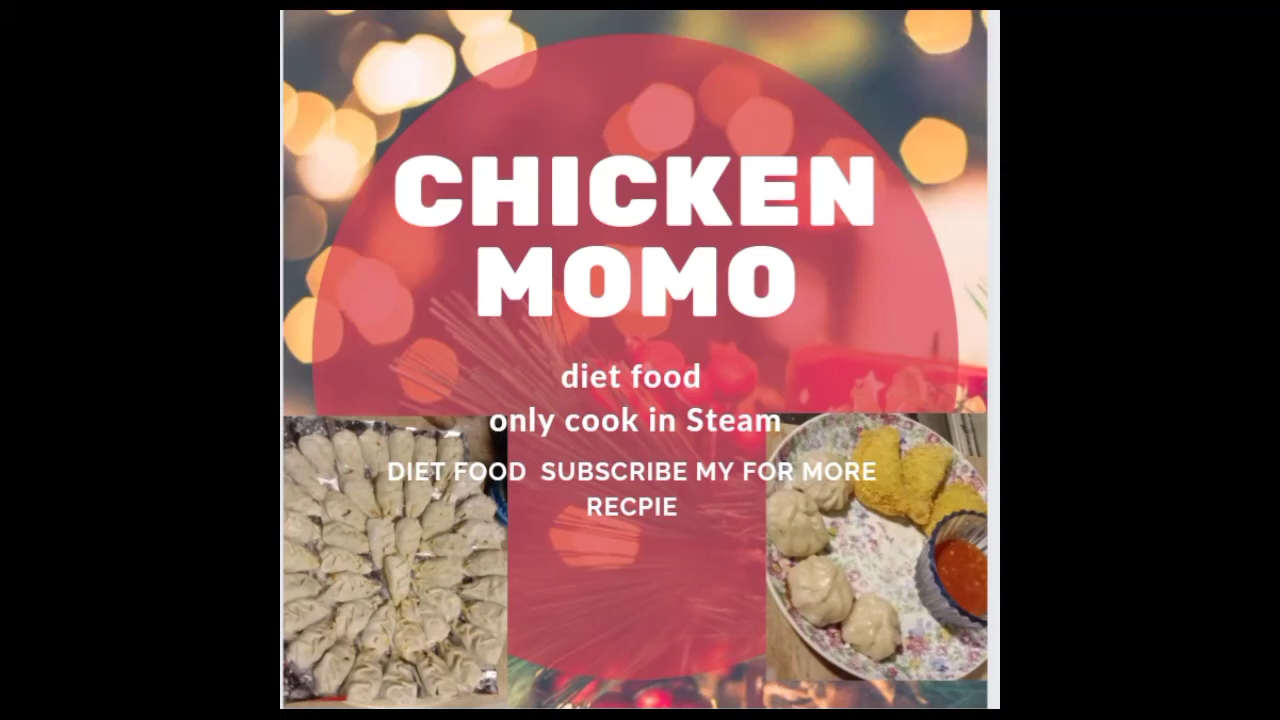 CHICKEN
MOMO
diet food
only cook in Steam
DIET FOOD SUBSCRIBE MY FOR MORE
RECPIE